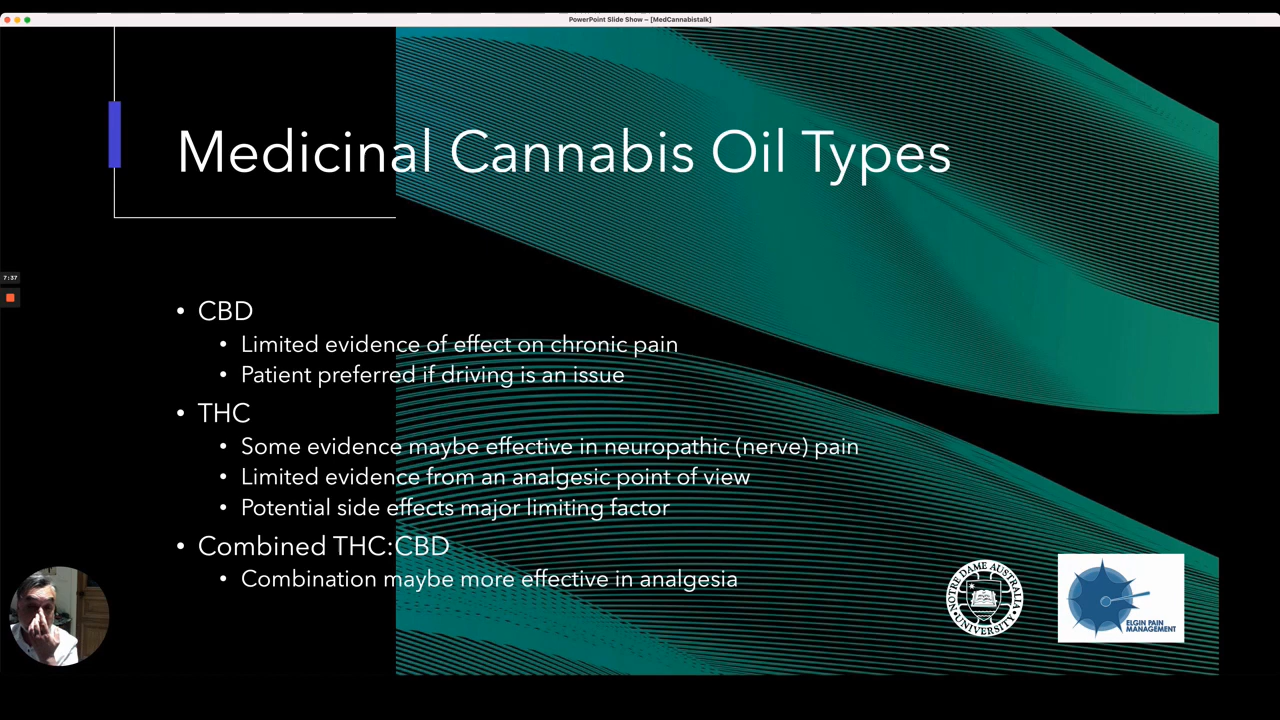 PowerPoint Slide Show – [MedCannabistalk]
Medicinal Cannabis Oil Types
7:37
• CBD
• Limited evidence of effect on chronic pain
• Patient preferred if driving is an issue
• THC
• Some evidence maybe effective in neuropathic (nerve) pain
• Limited evidence from an analgesic point of view
• Potential side effects major limiting factor
• Combined THC:CBD
• Combination maybe more effective in analgesia
NOTRE DAME AUSTRALIA
UNIVERSITY
ELGIN PAIN
MANAGEMENT